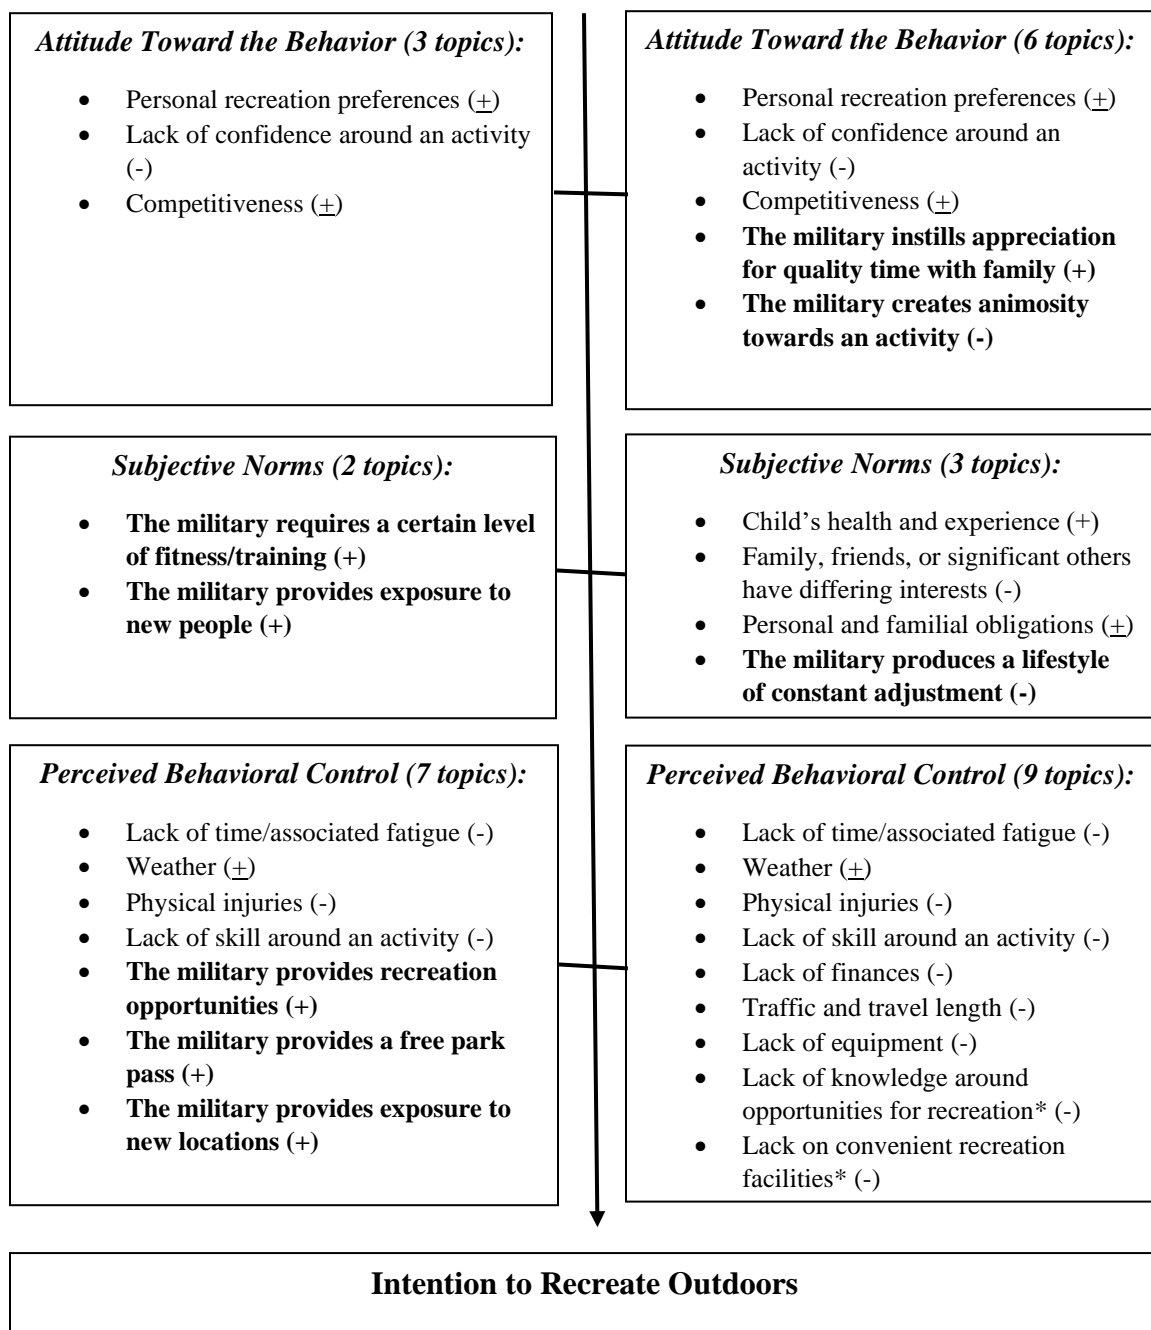 Attitude Toward the Behavior (3 topics):
• Personal recreation preferences (+)
• Lack of confidence around an activity
(-)
• Competitiveness (+)
Attitude Toward the Behavior (6 topics):
• Personal recreation preferences (+)
• Lack of confidence around an
activity (-)
• Competitiveness (+)
• The military instills appreciation
for quality time with family (+)
• The military creates animosity
towards an activity (-)
Subjective Norms (2 topics):
• The military requires a certain level
of fitness/training (+)
• The military provides exposure to
new people (+)
Subjective Norms (3 topics):
• Child’s health and experience (+)
• Family, friends, or significant others
have differing interests (-)
• Personal and familial obligations (+)
• The military produces a lifestyle
of constant adjustment (-)
Perceived Behavioral Control (7 topics):
• Lack of time/associated fatigue (-)
• Weather (+)
• Physical injuries (-)
• Lack of skill around an activity (-)
• The military provides recreation
opportunities (+)
• The military provides a free park
pass (+)
• The military provides exposure to
new locations (+)
Perceived Behavioral Control (9 topics):
• Lack of time/associated fatigue (-)
• Weather (+)
• Physical injuries (-)
• Lack of skill around an activity (-)
• Lack of finances (-)
• Traffic and travel length (-)
• Lack of equipment (-)
• Lack of knowledge around
opportunities for recreation* (-)
• Lack on convenient recreation
facilities* (-)
Intention to Recreate Outdoors